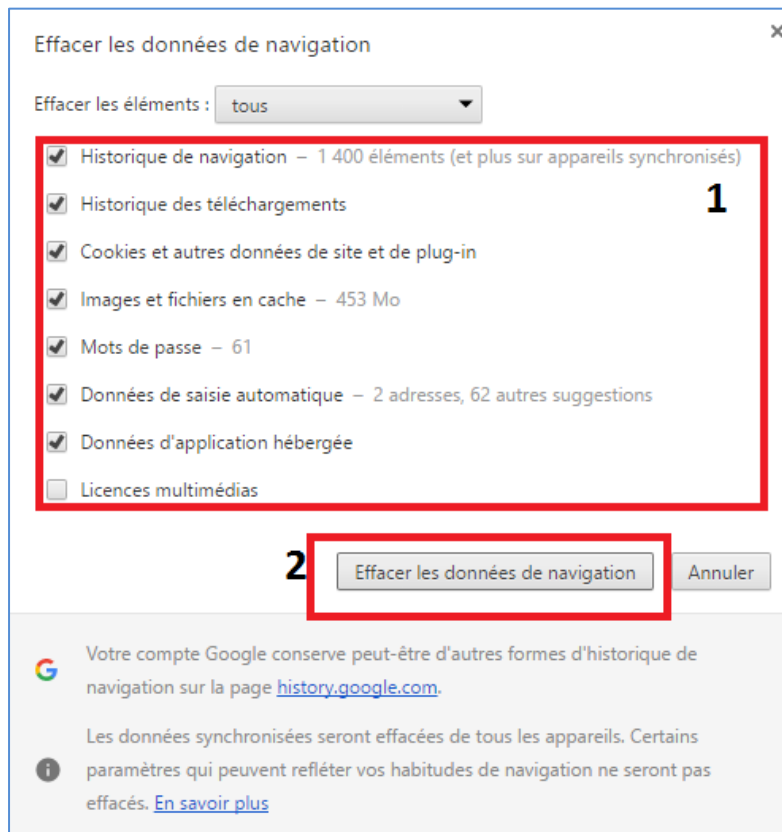 Effacer les données de navigation
×
Effacer les éléments : tous
Historique de navigation – 1 400 éléments (et plus sur appareils synchronisés)
1
Historique des téléchargements
Cookies et autres données de site et de plug-in
Images et fichiers en cache – 453 Mo
Mots de passe – 61
Données de saisie automatique – 2 adresses, 62 autres suggestions
Données d'application hébergée
Licences multimédias
2 Effacer les données de navigation Annuler
Votre compte Google conserve peut-être d'autres formes d'historique de
navigation sur la page history.google.com.
Les données synchronisées seront effacées de tous les appareils. Certains
paramètres qui peuvent refléter vos habitudes de navigation ne seront pas
effacés. En savoir plus